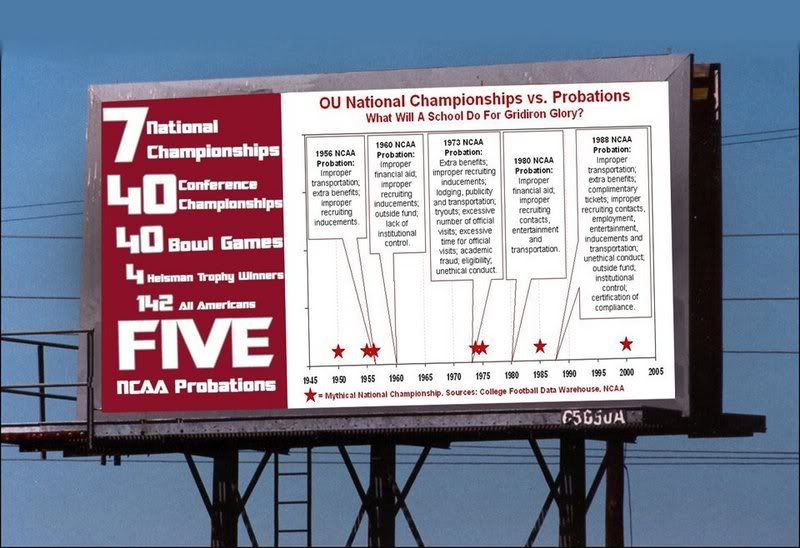 7 National
Championships
40 Conference
Championships
40 Bowl Games
4 Heisman Trophy Winners
142 All Americans
FIVE
NCAA Probations
OU National Championships vs. Probations
What Will A School Do For Gridiron Glory?
1956 NCAA
Probation:
Improper
transportation;
extra benefits;
improper
recruiting
inducements.
1960 NCAA
Probation:
Improper
financial aid;
improper
recruiting
inducements;
outside fund;
lack of
institutional
control.
1973 NCAA
Probation:
Extra benefits;
improper recruiting
inducements;
lodging, publicity
and transportation;
tryouts; excessive
number of official
visits; excessive
time for official
visits; academic
fraud; eligibility;
unethical conduct.
1980 NCAA
Probation:
Improper
financial aid;
improper
recruiting
contacts,
entertainment
and
transportation.
1988 NCAA
Probation:
Improper
transportation;
extra benefits;
complimentary
tickets; improper
recruiting contacts,
employment,
entertainment,
inducements and
transportation;
unethical conduct;
outside fund,
institutional
control;
certification of
compliance.
1945 1950 1955 1960 1965 1970 1975 1980 1985 1990 1995 2000 2005
= Mythical National Championship. Sources: College Football Data Warehouse, NCAA